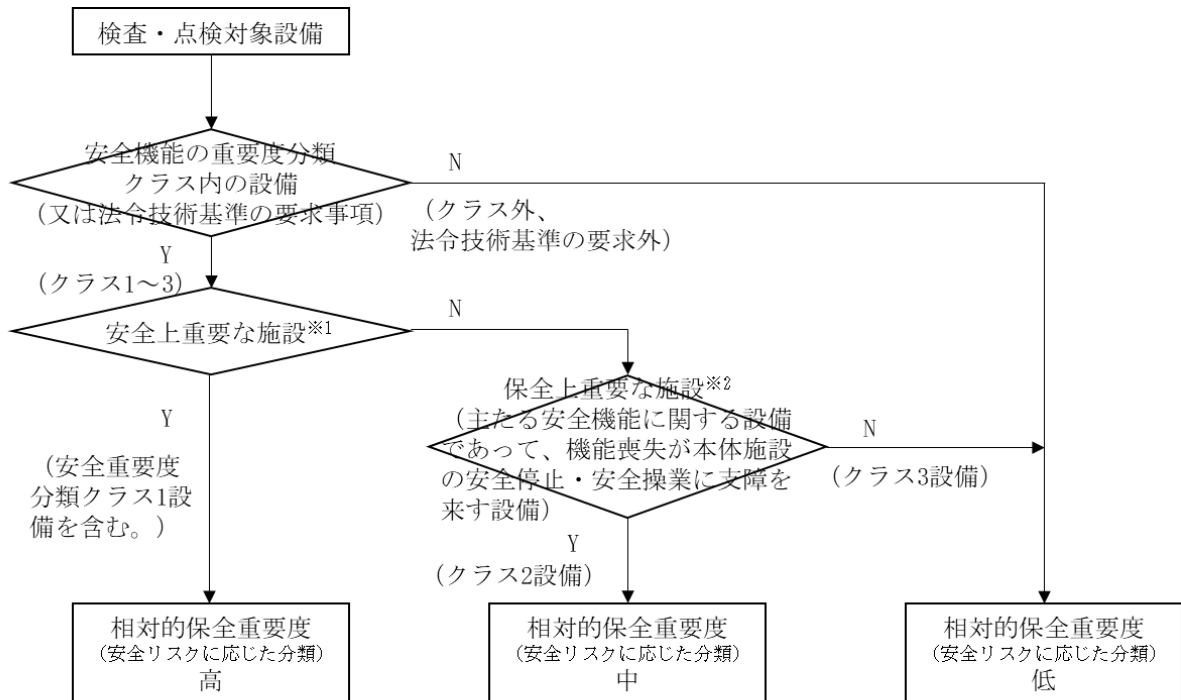 検査・点検対象設備
安全機能の重要度分類
クラス内の設備
（又は法令技術基準の要求事項）
N
（クラス外、
法令技術基準の要求外）
Y
（クラス1～3）
安全上重要な施設※1
N
保全上重要な施設※2
（主たる安全機能に関する設備
であって、機能喪失が本体施設
の安全停止・安全操業に支障を
来す設備）
N
（クラス3設備）
Y
（安全重要度
分類クラス1設
備を含む。）
Y
（クラス2設備）
相対的保全重要度
（安全リスクに応じた分類）
高
相対的保全重要度
（安全リスクに応じた分類）
中
相対的保全重要度
（安全リスクに応じた分類）
低